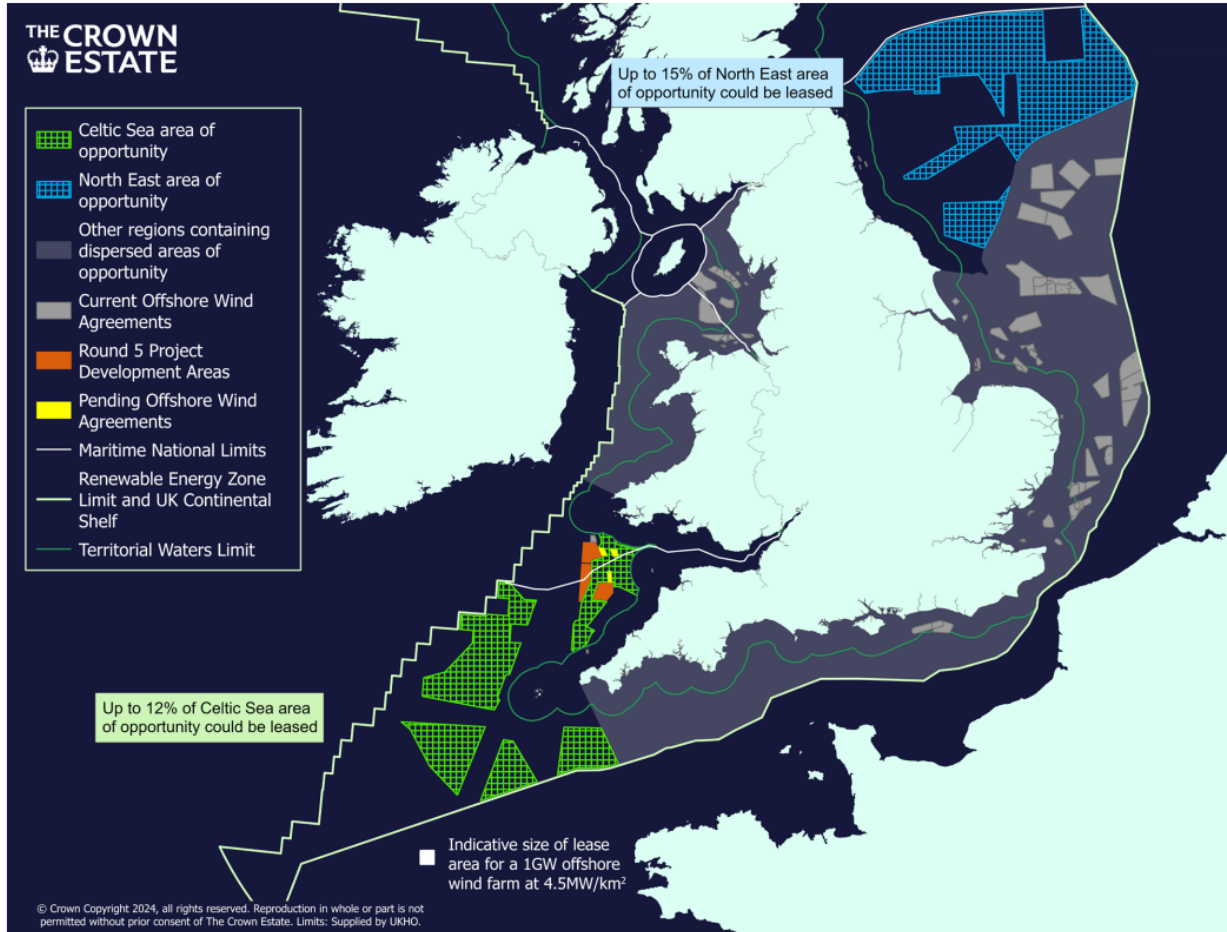 THE CROWN
ESTATE
Up to 15% of North East area
of opportunity could be leased
Celtic Sea area of
opportunity
North East area of
opportunity
Other regions containing
dispersed areas of
opportunity
Current Offshore Wind
Agreements
Round 5 Project
Development Areas
Pending Offshore Wind
Agreements
Maritime National Limits
Renewable Energy Zone
Limit and UK Continental
Shelf
Territorial Waters Limit
Up to 12% of Celtic Sea area
of opportunity could be leased
Indicative size of lease
area for a 1GW offshore
wind farm at 4.5MW/km²
© Crown Copyright 2024, all rights reserved. Reproduction in whole or part is not
permitted without prior consent of The Crown Estate. Limits: Supplied by UKHO.